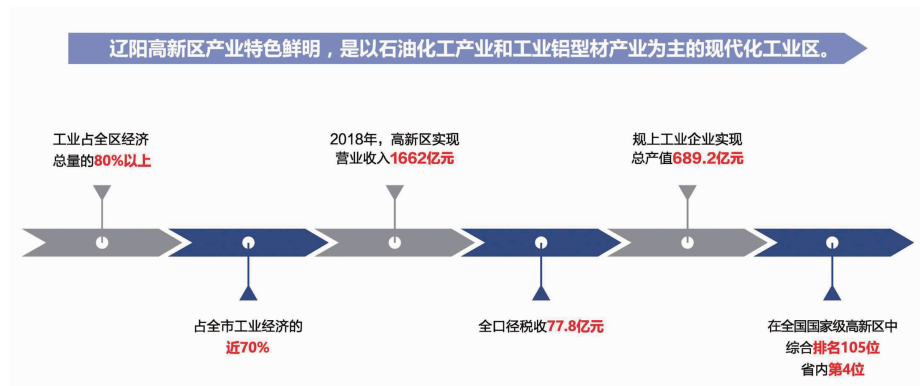 辽阳高新区产业特色鲜明，是以石油化工产业和工业铝型材产业为主的现代化工业区。
工业占全区经济
总量的80%以上
2018年，高新区实现
营业收入1662亿元
规上工业企业实现
总产值689.2亿元
占全市工业经济的
近70%
全口径税收77.8亿元
在全国国家级高新区中
综合排名105位
省内第4位